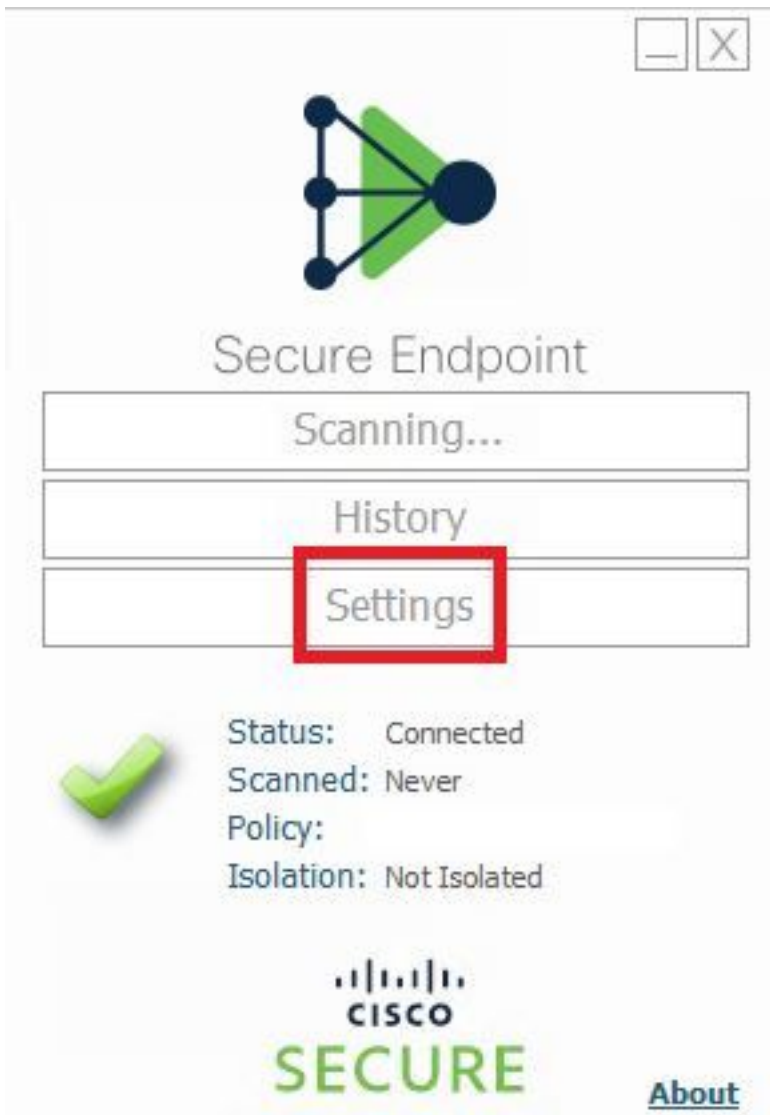 Secure Endpoint
Scanning...
History
Settings
Status: Connected
Scanned: Never
Policy:
Isolation: Not Isolated
CISCO
SECURE
About